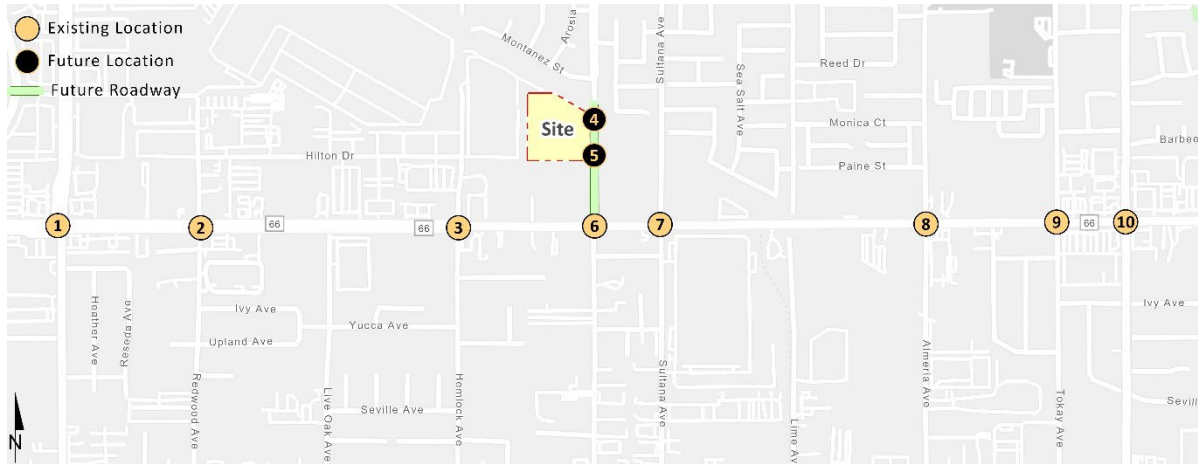 Existing Location
Future Location
Future Roadway
Montanez St
Arosia
Sultana Ave
Sea Salt Ave
Reed Dr
Monica Ct
Paine St
Barbeo
Hilton Dr
Site
4
5
1
2
66
66
3
6
7
8
9
66
10
Heather Ave
Reseda Ave
Redwood Ave
Ivy Ave
Upland Ave
Live Oak Ave
Yucca Ave
Seville Ave
Hemlock Ave
Sultana Ave
Lime Av
Almeria Ave
Tokay Ave
Ivy Ave
Sevill
N